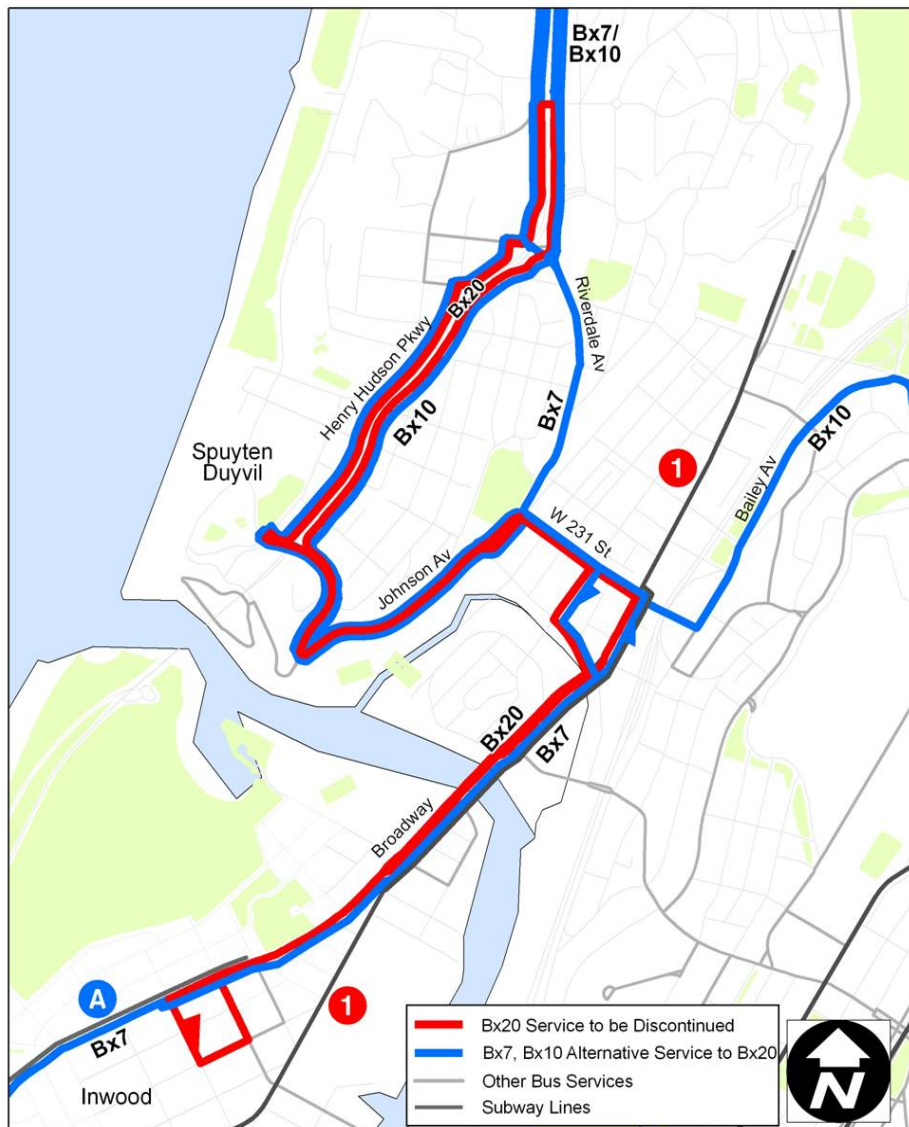 Bx7/
Bx10
Bx20
Henry Hudson Pkwy
Riverdale Av
Bx10
Bx7
Bx10
1
Bailey Av
Spuyten
Duyvil
W 231 St
Johnson Av
Bx20
Bx7
Broadway
A
Bx7
1
Inwood
Bx20 Service to be Discontinued
Bx7, Bx10 Alternative Service to Bx20
Other Bus Services
Subway Lines
N